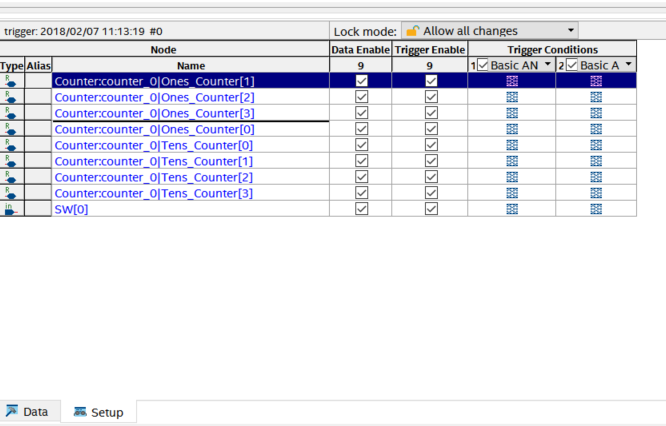 trigger: 2018/02/07 11:13:19 #0 Lock mode: Allow all changes
Node Data Enable Trigger Enable Trigger Conditions
Type Alias Name 9 9 1 Basic AN 2 Basic A
R Counter:counter_0|Ones_Counter[1]
R Counter:counter_0|Ones_Counter[2]
R Counter:counter_0|Ones_Counter[3]
R Counter:counter_0|Ones_Counter[0]
R Counter:counter_0|Tens_Counter[0]
R Counter:counter_0|Tens_Counter[1]
R Counter:counter_0|Tens_Counter[2]
R Counter:counter_0|Tens_Counter[3]
in SW[0]
Data Setup